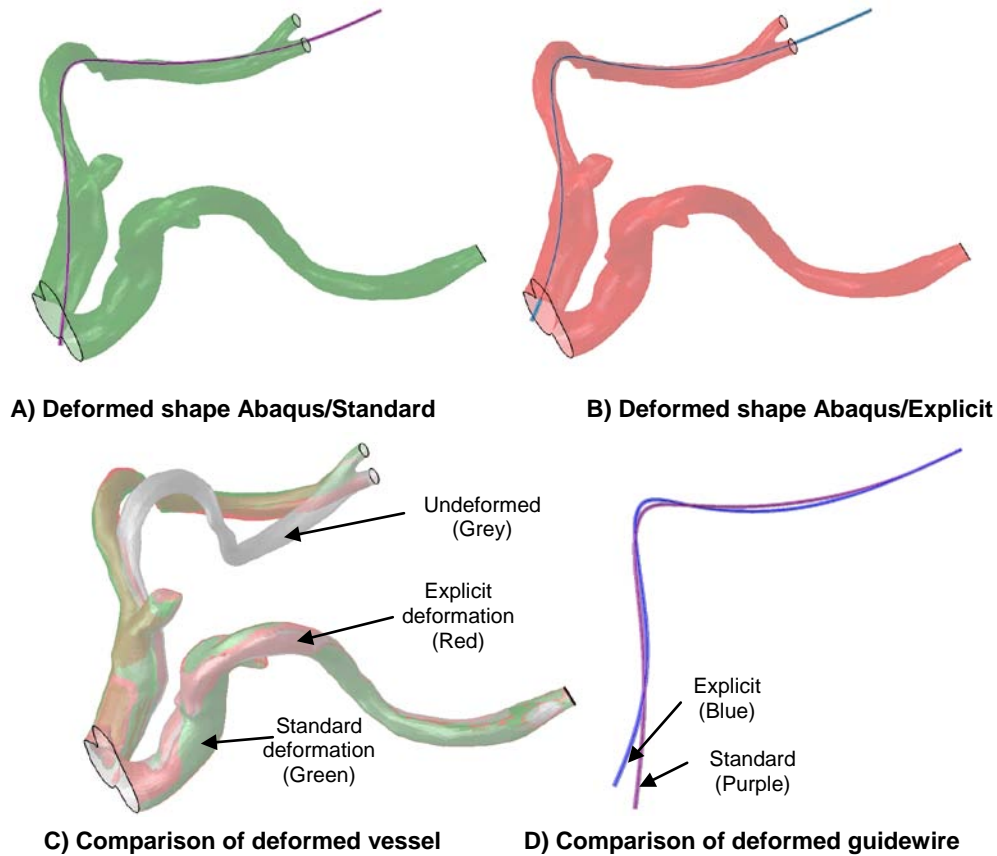 A) Deformed shape Abaqus/Standard
B) Deformed shape Abaqus/Explicit
Undeformed
(Grey)
Explicit
deformation
(Red)
Standard
deformation
(Green)
Explicit
(Blue)
Standard
(Purple)
C) Comparison of deformed vessel
D) Comparison of deformed guidewire